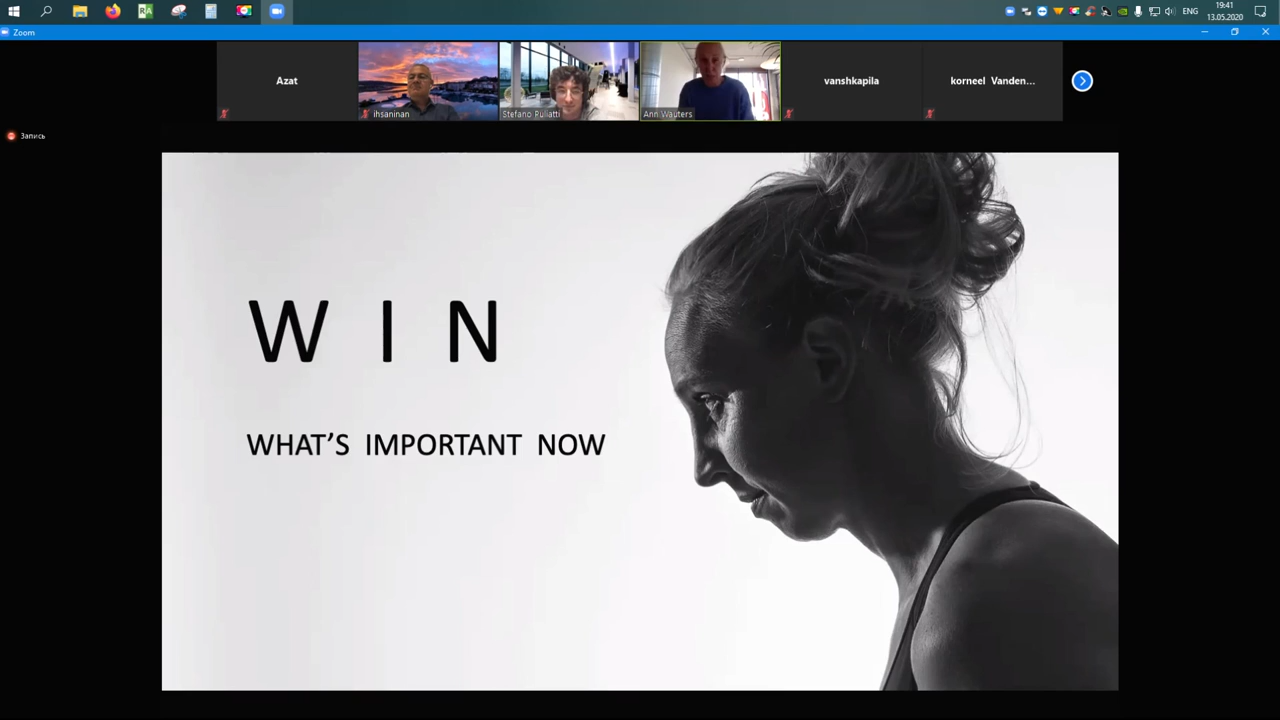 19:41
ENG
13.05.2020
Zoom
Azat
ihsaninan
Stefano Ruliatti
Ann Wauters
vanshkapila
korneel Vanden...
Запись
W I N
WHAT'S IMPORTANT NOW